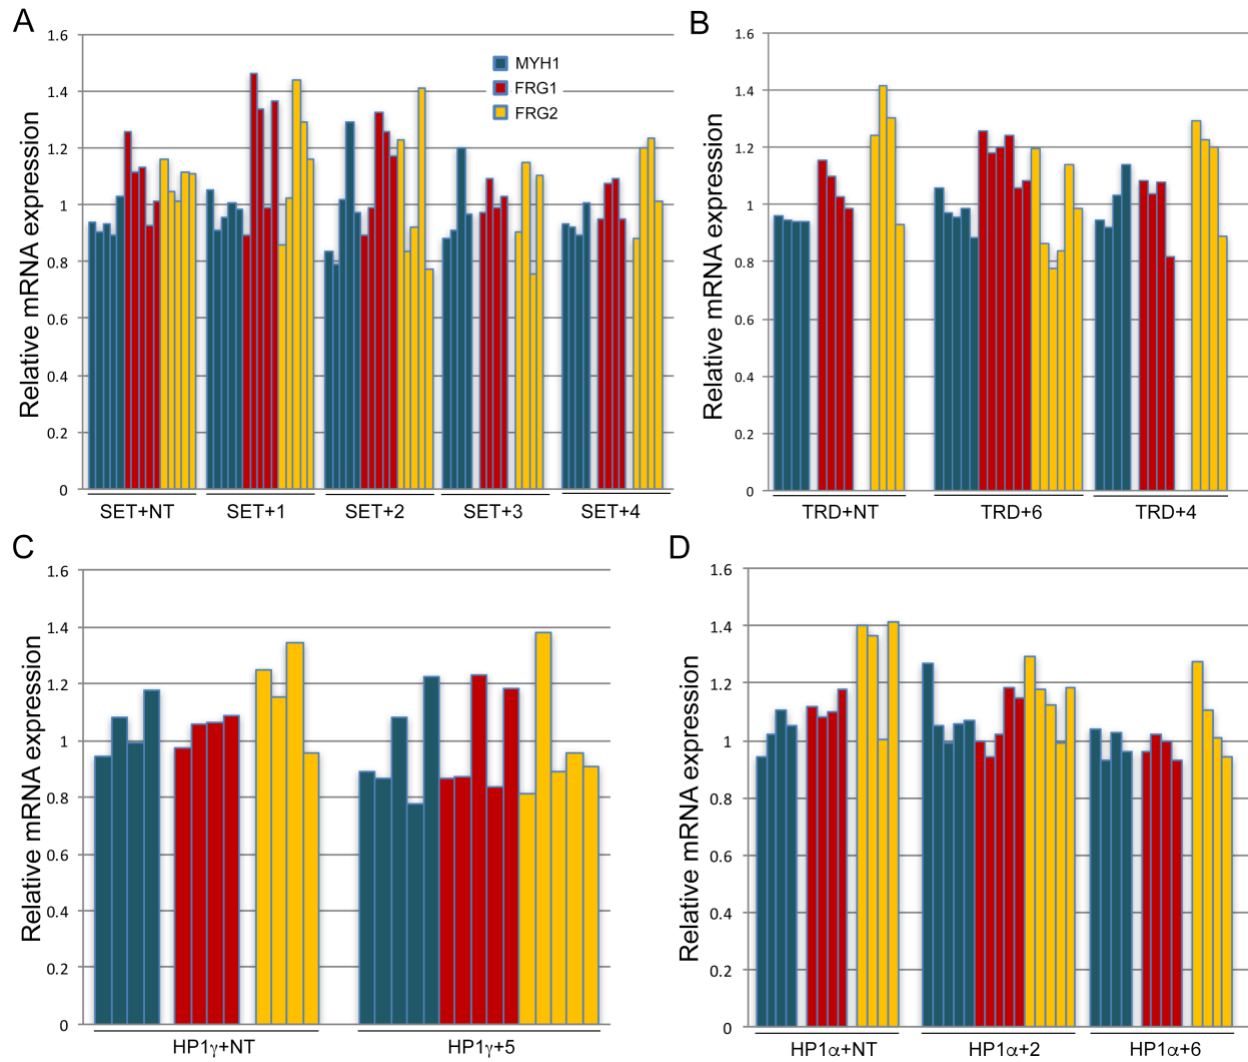 A
1.6
1.4
1.2
1
0.8
0.6
0.4
0.2
0
Relative mRNA expression
MYH1
FRG1
FRG2
SET+NT
SET+1
SET+2
SET+3
SET+4
B
1.6
1.4
1.2
1
0.8
0.6
0.4
0.2
0
Relative mRNA expression
TRD+NT
TRD+6
TRD+4
C
1.6
1.4
1.2
1
0.8
0.6
0.4
0.2
0
Relative mRNA expression
HP1γ+NT
HP1γ+5
D
1.6
1.4
1.2
1
0.8
0.6
0.4
0.2
0
Relative mRNA expression
HP1α+NT
HP1α+2
HP1α+6